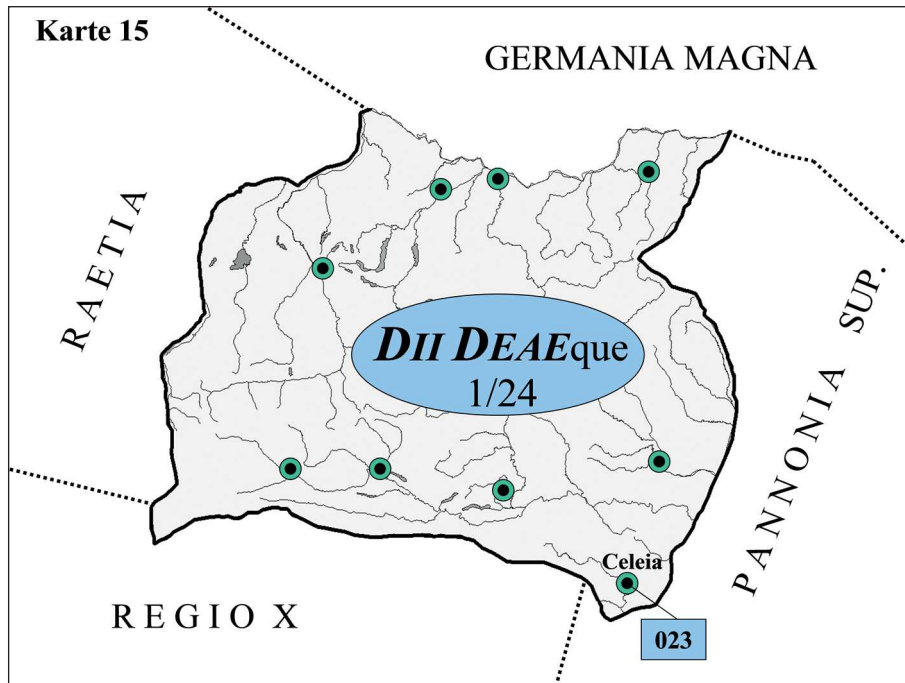 Karte 15
GERMANIA MAGNA
RAETIA
DII DEAEque
1/24
PANNONIA SUP.
Celeia
REGIO X
023